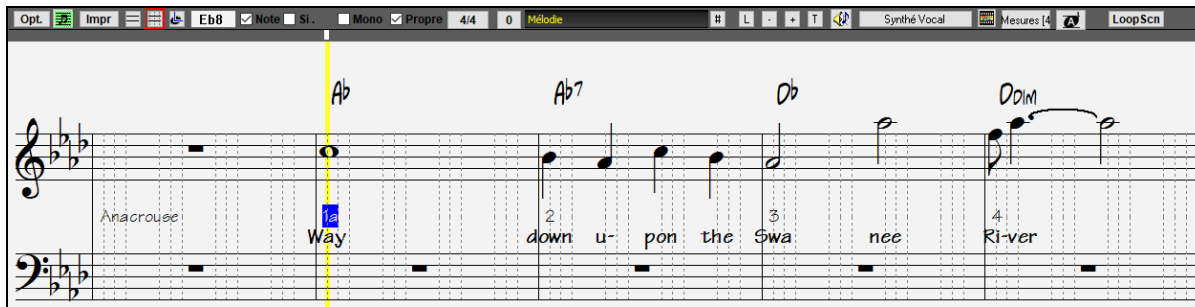 Opt. Impr Eb8 Note Si . Mono Propre 4/4 0 Mélodie # L - + T Synthé Vocal Mesures [4 A LoopScn
Ab Ab7 Db DDIM
Anacrouse 1a 2 3 4
Way down u- pon the Swa nee Ri-ver